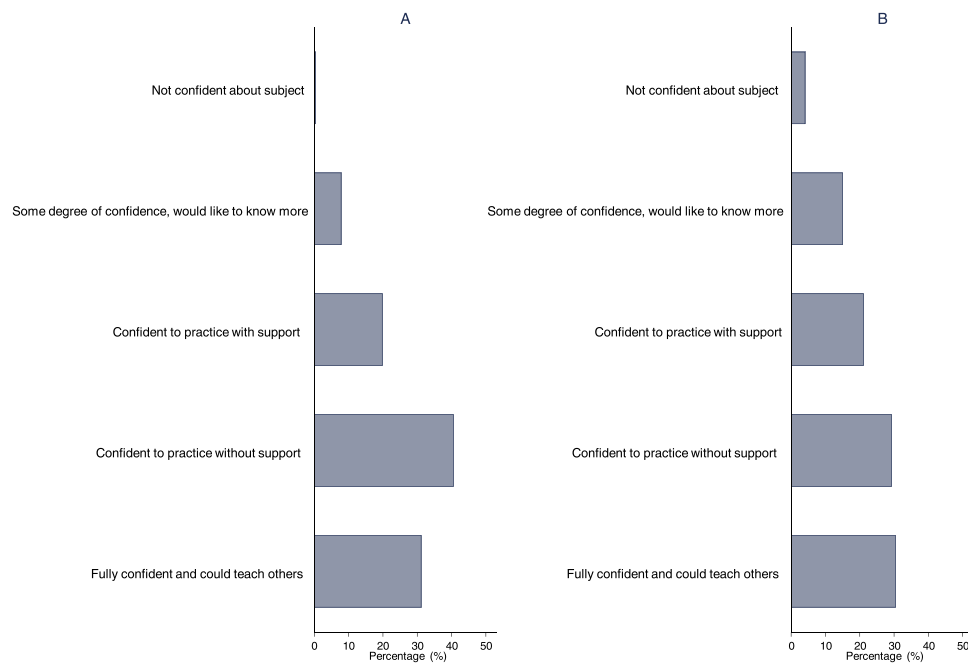 A
Not confident about subject
Some degree of confidence, would like to know more
Confident to practice with support
Confident to practice without support
Fully confident and could teach others
0 10 20 30 40 50
Percentage (%)
B
Not confident about subject
Some degree of confidence, would like to know more
Confident to practice with support
Confident to practice without support
Fully confident and could teach others
0 10 20 30 40 50
Percentage (%)